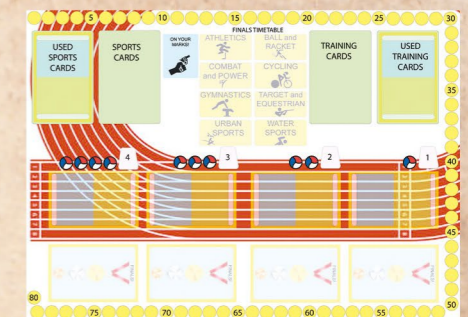 5 10 15 20 25 30
FINALS TIMETABLE
USED
SPORTS
CARDS
SPORTS
CARDS
ON YOUR
MARKS!
ATHLETICS
BALL and
RACKET
COMBAT
and POWER
CYCLING
GYMNASTICS
TARGET and
EQUESTRIAN
URBAN
SPORTS
WATER
SPORTS
TRAINING
CARDS
USED
TRAINING
CARDS
35
4 3 2 1
40
45
80
50
75 70 65 60 55